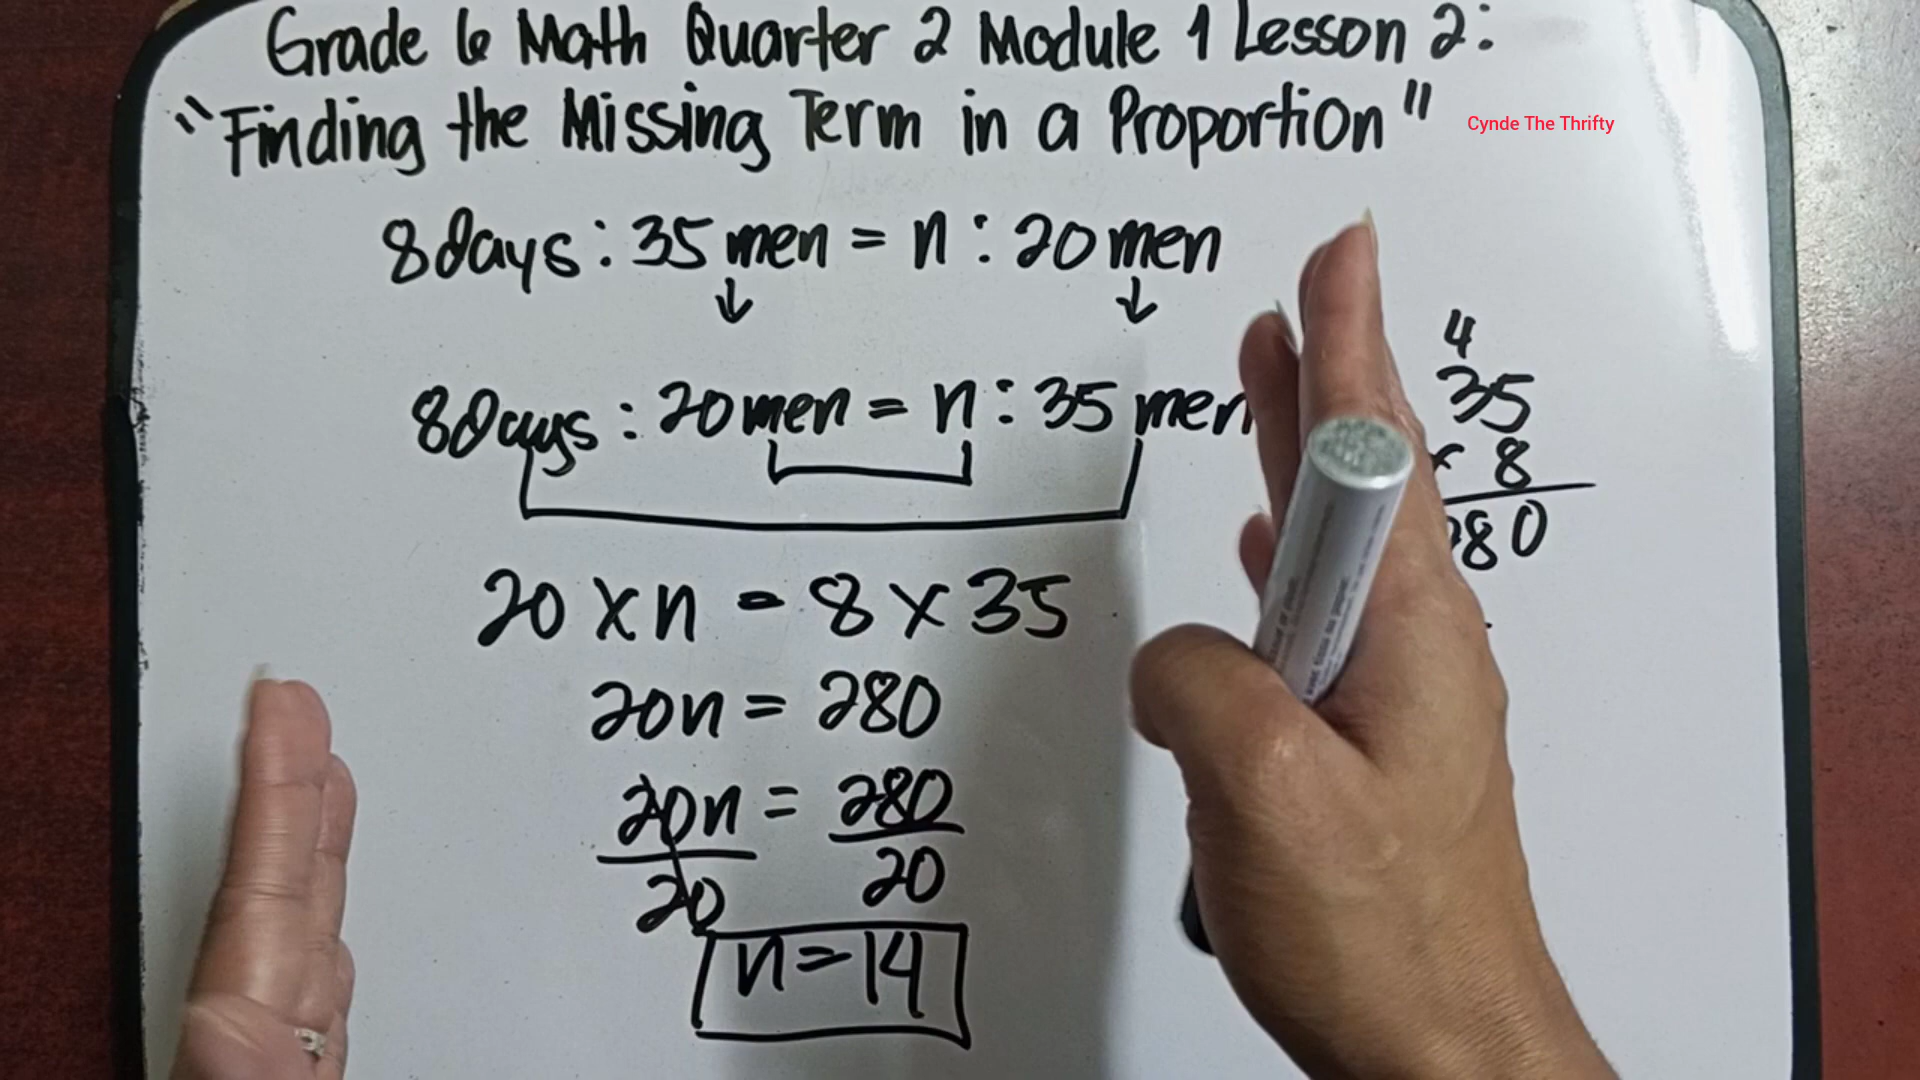 Grade 6 Math Quarter 2 Module 1 Lesson 2:
"Finding the Missing Term in a Proportion"
Cynde The Thrifty
8 days : 35 men = n : 20 men
↓ ↓
8 days : 20 men = n : 35 men
20 x n = 8 x 35
20n = 280
20n = 280
20 20
n = 14
4
35
x 8
80